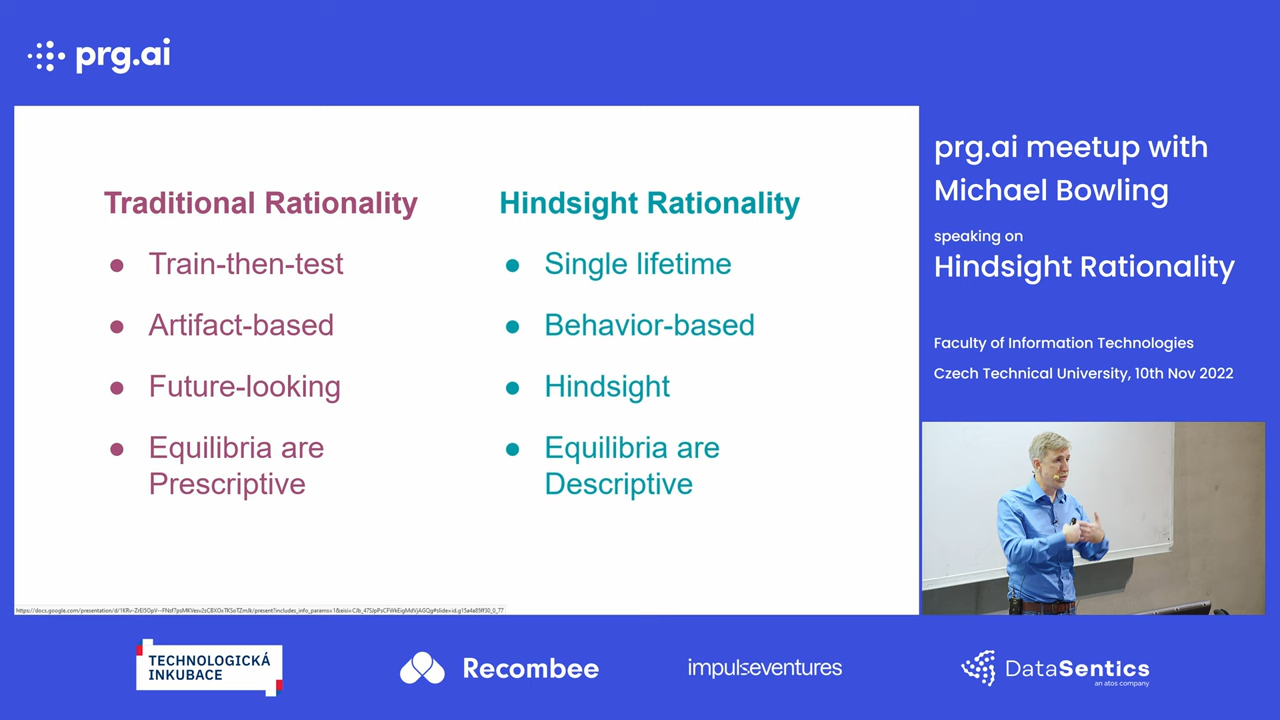 prg.ai
Traditional Rationality
Train-then-test
Artifact-based
Future-looking
Equilibria are
Prescriptive
Hindsight Rationality
Single lifetime
Behavior-based
Hindsight
Equilibria are
Descriptive
prg.ai meetup with
Michael Bowling
speaking on
Hindsight Rationality
Faculty of Information Technologies
Czech Technical University, 10th Nov 2022
TECHNOLOGICKÁ
INKUBACE
Recombee
impulseventures
DataSentics
an atos company